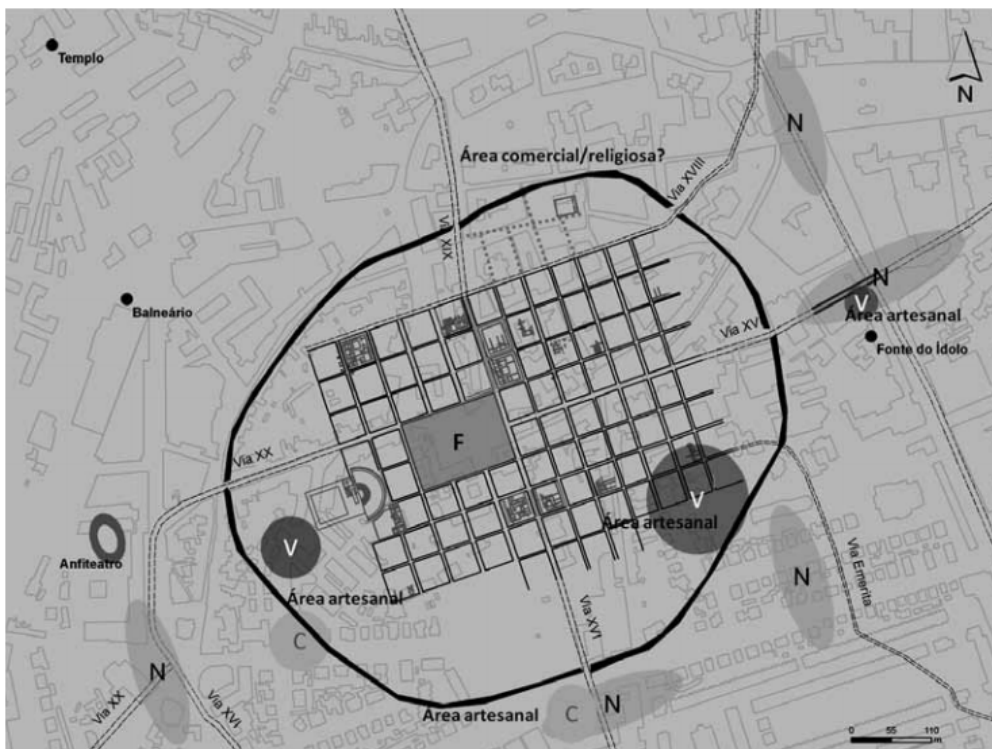 Templo
N
N
Área comercial/religiosa?
Via XVIII
Via XIX
N
V
Área artesanal
Balneário
Via XV
Fonte do Ídolo
F
Via XX
V
Área artesanal
V
Anfiteatro
Área artesanal
N
Via Emerita
C
Via XVI
N
N
Via XX
Via XVI
C
Área artesanal
0 55 110
m